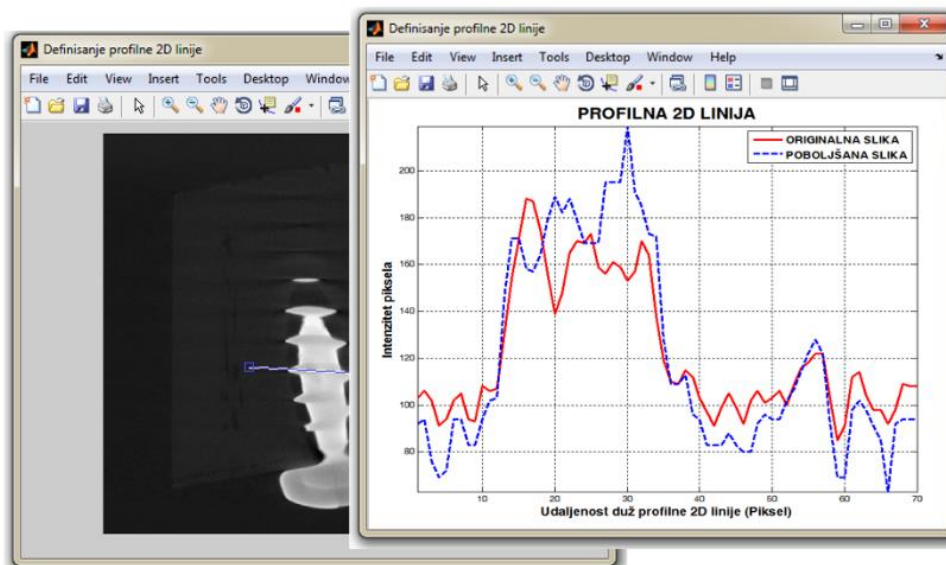 Definisanje profilne 2D linije
File Edit View Insert Tools Desktop Window
Definisanje profilne 2D linije
File Edit View Insert Tools Desktop Window Help
PROFILNA 2D LINIJA
ORIGINALNA SLIKA
POBOLJŠANA SLIKA
Intenzitet piksela
200
180
160
140
120
100
80
10 20 30 40 50 60 70
Udaljenost duž profilne 2D linije (Piksel)